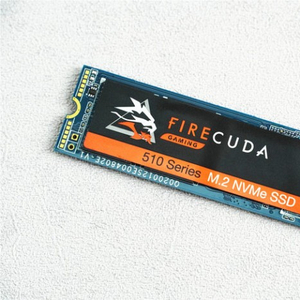 FIRECUDA
GAMING
510 Series
M.2 NVMe SSD